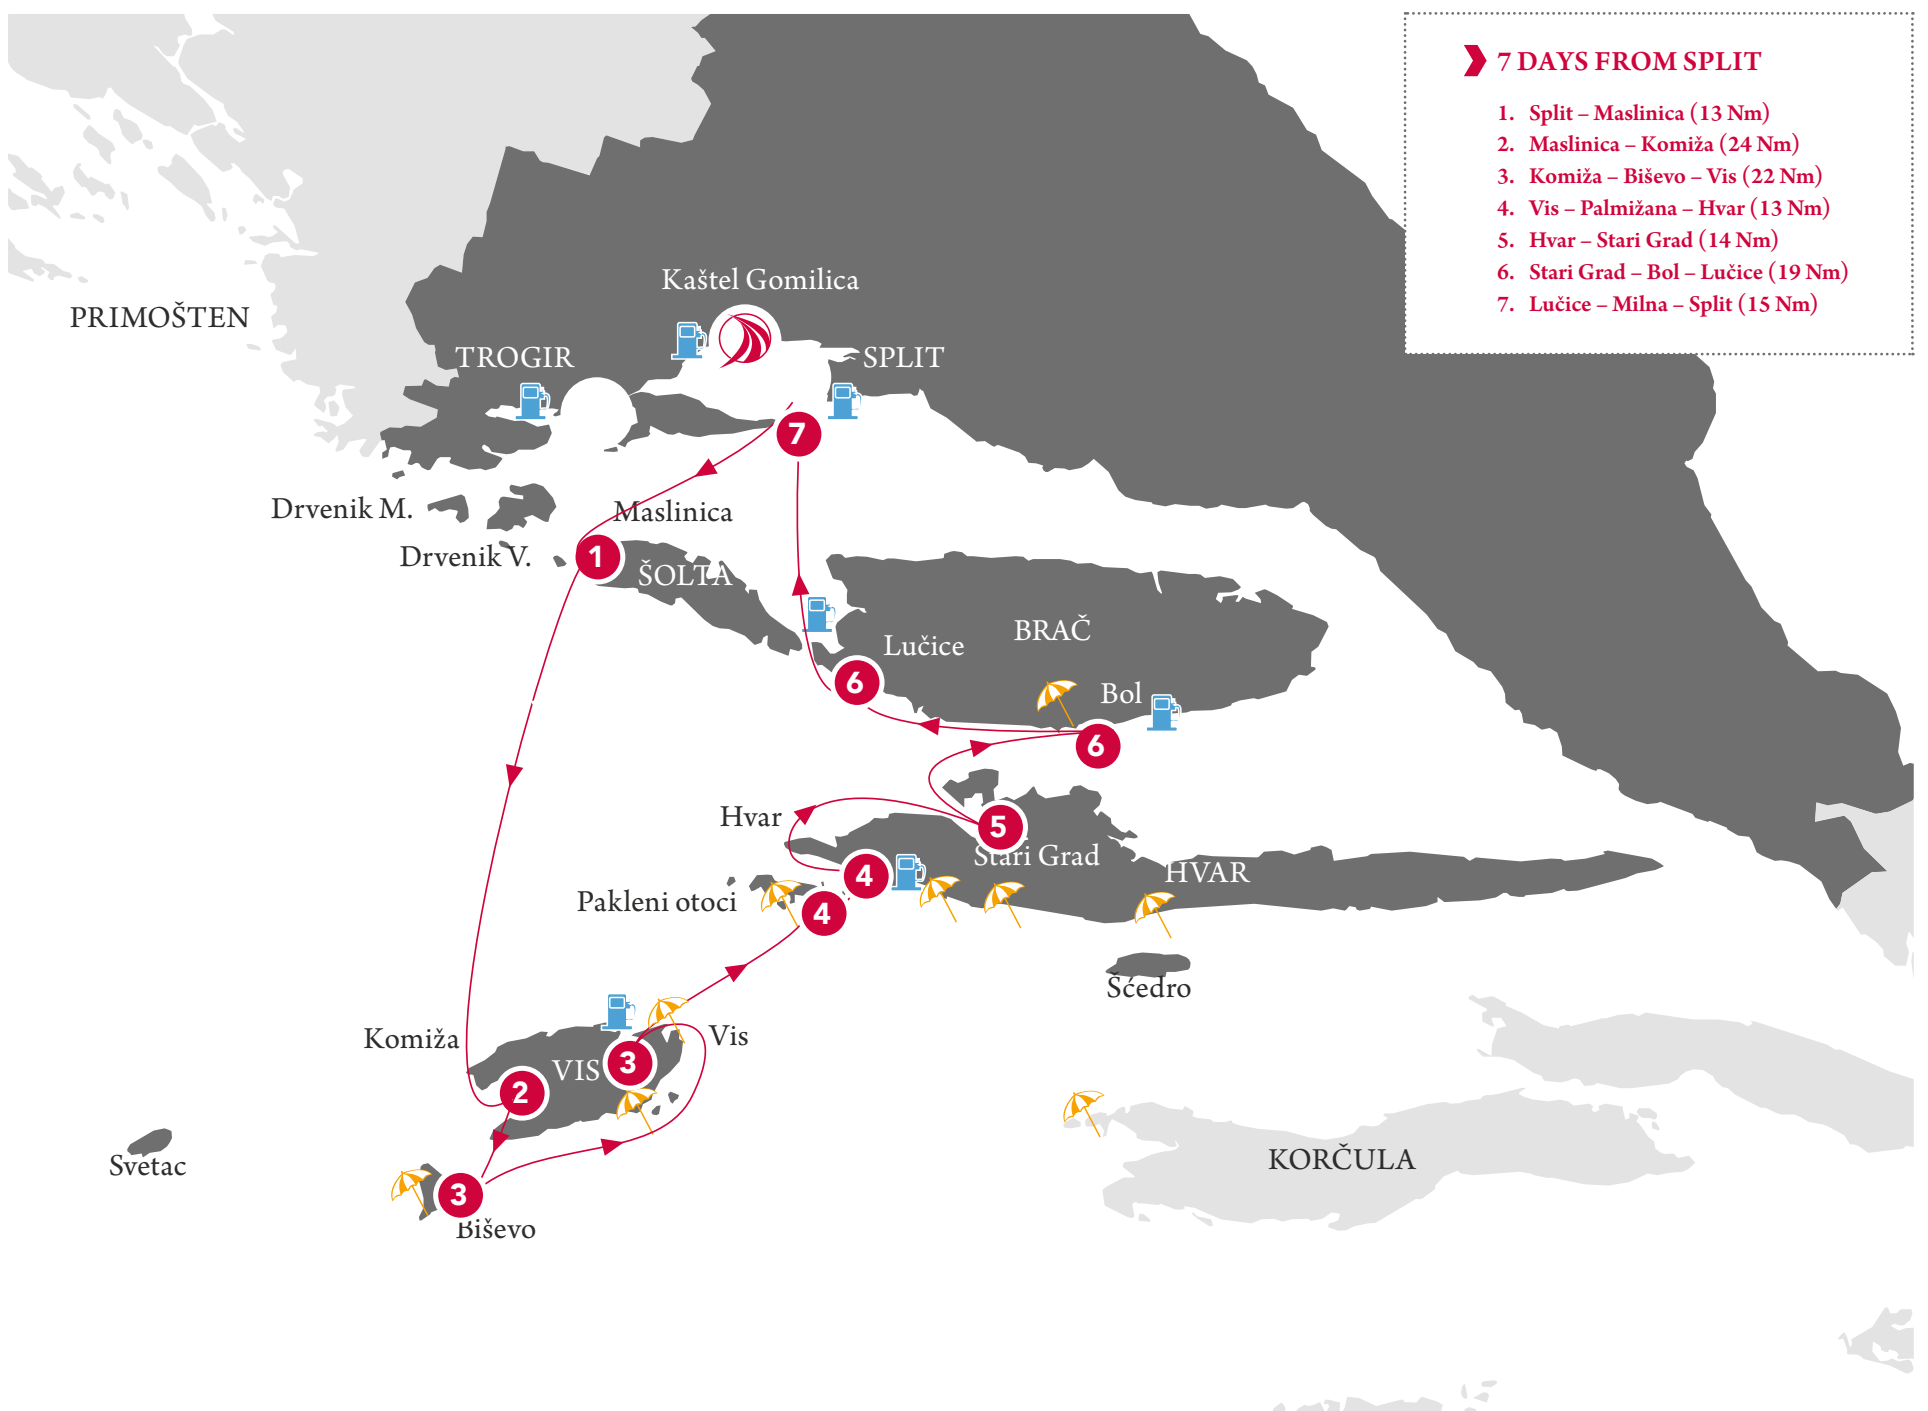 7 DAYS FROM SPLIT
1. Split – Maslinica (13 Nm)
2. Maslinica – Komiža (24 Nm)
3. Komiža – Biševo – Vis (22 Nm)
4. Vis – Palmižana – Hvar (13 Nm)
5. Hvar – Stari Grad (14 Nm)
6. Stari Grad – Bol – Lučice (19 Nm)
7. Lučice – Milna – Split (15 Nm)
Kaštel Gomilica
PRIMOŠTEN
TROGIR
SPLIT
7
Drvenik M.
Maslinica
Drvenik V.
1
ŠOLTA
BRAČ
Lučice
6
Bol
6
Hvar
5
Stari Grad
HVAR
4
Pakleni otoci
4
Šćedro
Komiža
Vis
VIS
3
2
KORČULA
Svetac
3
Biševo